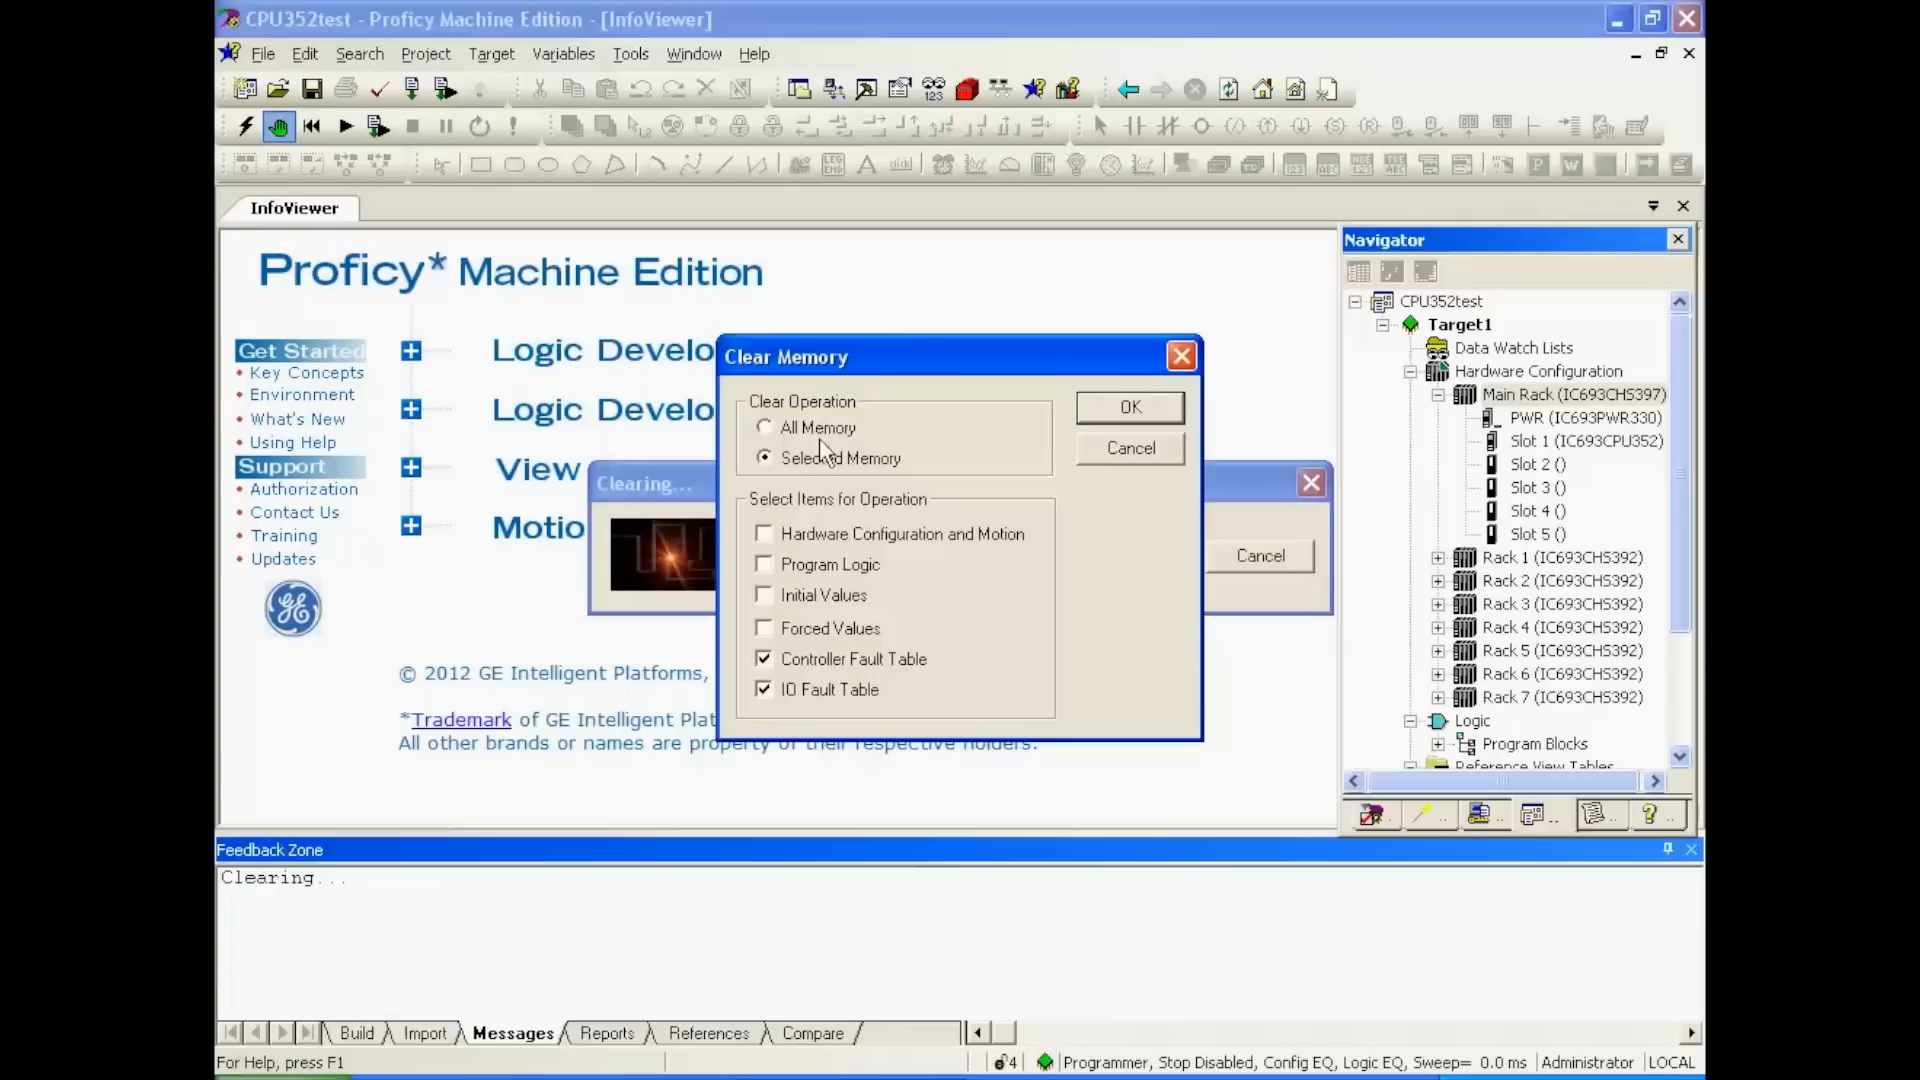 CPU352test - Proficy Machine Edition - [InfoViewer]
File Edit Search Project Target Variables Tools Window Help
InfoViewer
Proficy* Machine Edition
Get Started
• Key Concepts
• Environment
• What's New
• Using Help
Support
• Authorization
• Contact Us
• Training
• Updates
Logic Develo
Logic Develo
View
Motio
© 2012 GE Intelligent Platforms,
*Trademark of GE Intelligent Plat
All other brands or names are property of their respective holders.
Clearing...
Cancel
Clear Memory
Clear Operation
All Memory
Selected Memory
OK
Cancel
Select Items for Operation
Hardware Configuration and Motion
Program Logic
Initial Values
Forced Values
Controller Fault Table
IO Fault Table
Navigator
CPU352test
Target1
Data Watch Lists
Hardware Configuration
Main Rack (IC693CHS397)
PWR (IC693PWR330)
Slot 1 (IC693CPU352)
Slot 2 ()
Slot 3 ()
Slot 4 ()
Slot 5 ()
Rack 1 (IC693CHS392)
Rack 2 (IC693CHS392)
Rack 3 (IC693CHS392)
Rack 4 (IC693CHS392)
Rack 5 (IC693CHS392)
Rack 6 (IC693CHS392)
Rack 7 (IC693CHS392)
Logic
Program Blocks
Reference View Tables
Feedback Zone
Clearing...
Build Import Messages Reports References Compare
For Help, press F1
4 Programmer, Stop Disabled, Config EQ, Logic EQ, Sweep= 0.0 ms Administrator LOCAL